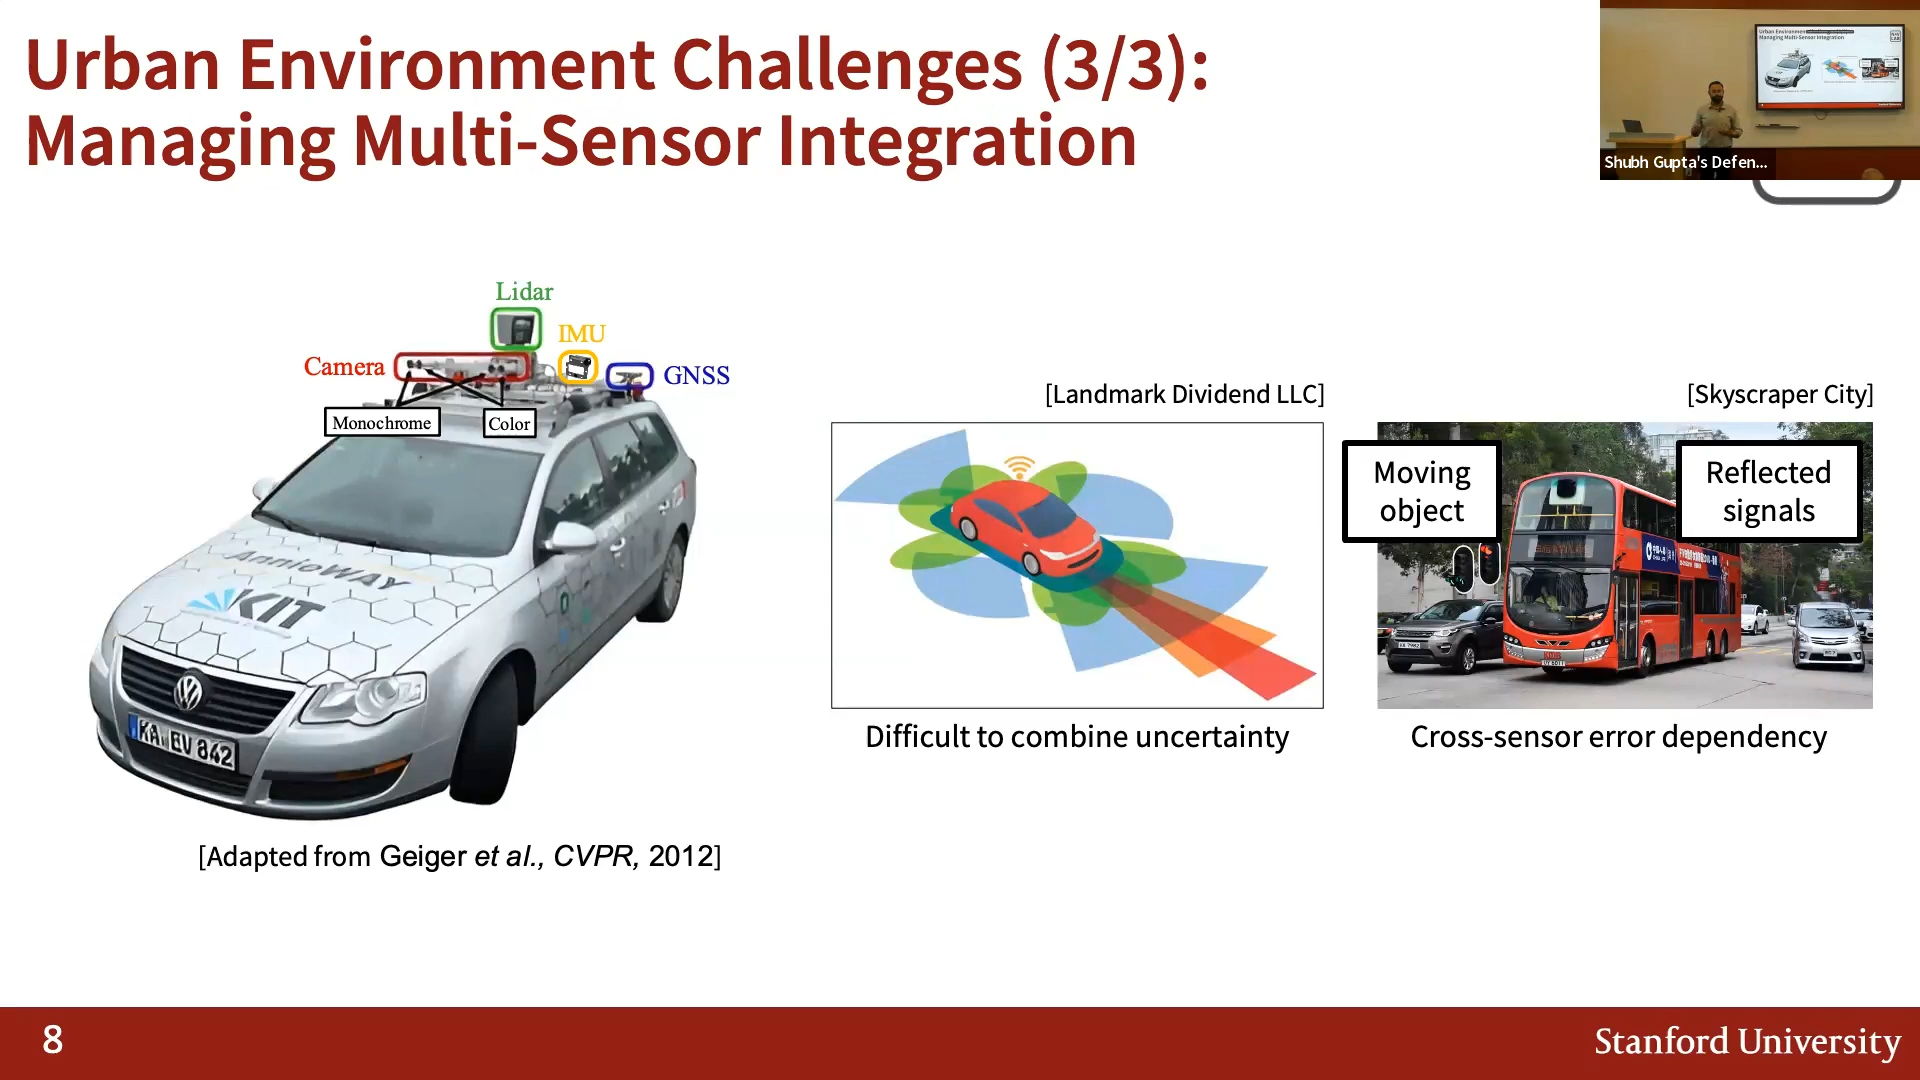 Urban Environment Challenges (3/3):
Managing Multi-Sensor Integration
Shubh Gupta's Defen...
Lidar
IMU
Camera
GNSS
Monochrome
Color
AnnieWAY
KIT
KA EV 842
[Adapted from Geiger et al., CVPR, 2012]
[Landmark Dividend LLC]
Difficult to combine uncertainty
[Skyscraper City]
Moving
object
Reflected
signals
Cross-sensor error dependency
8
Stanford University